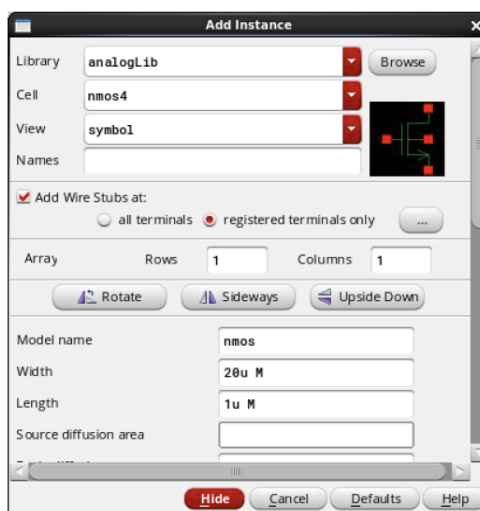 Add Instance
Library analogLib Browse
Cell nmos4
View symbol
Names
Add Wire Stubs at:
all terminals registered terminals only ...
Array Rows 1 Columns 1
Rotate Sideways Upside Down
Model name nmos
Width 20u M
Length 1u M
Source diffusion area
Hide Cancel Defaults Help